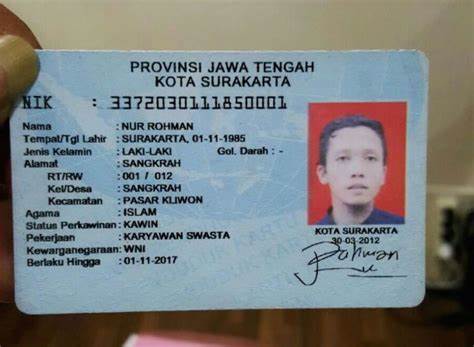 PROVINSI JAWA TENGAH
KOTA SURAKARTA
NIK : 3372030111850001
Nama : NUR ROHMAN
Tempat/Tgl Lahir : SURAKARTA, 01-11-1985
Jenis Kelamin : LAKI-LAKI Gol. Darah : -
Alamat : SANGKRAH
RT/RW : 001 / 012
Kel/Desa : SANGKRAH
Kecamatan : PASAR KLIWON
Agama : ISLAM
Status Perkawinan : KAWIN
Pekerjaan : KARYAWAN SWASTA
Kewarganegaraan: WNI
Berlaku Hingga : 01-11-2017
KOTA SURAKARTA
30-03-2012
Rohman